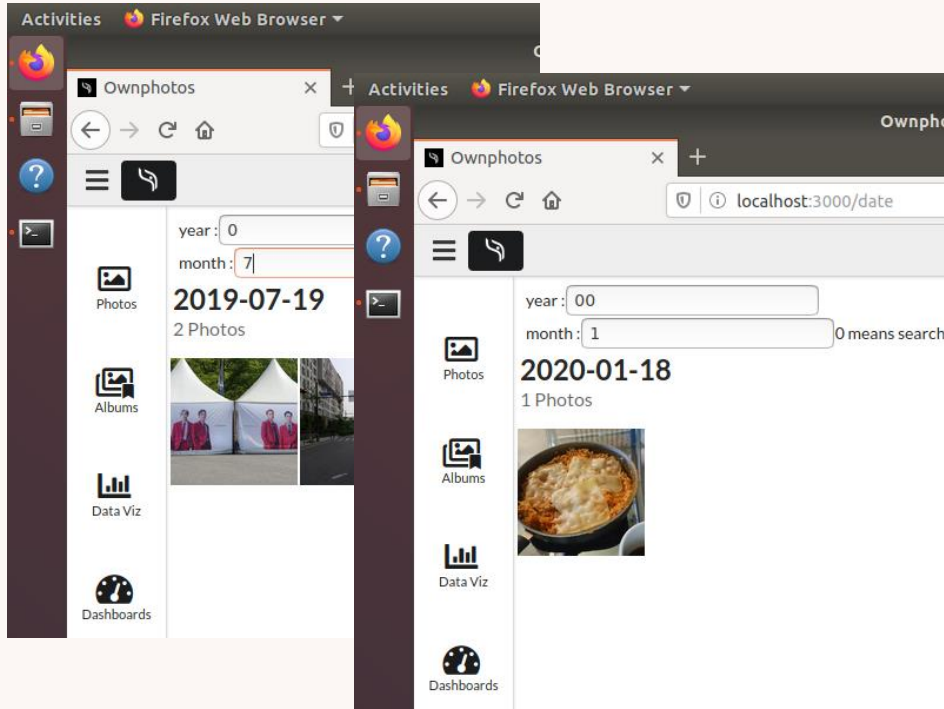 Activities Firefox Web Browser
Ownphotos
year : 0
month : 7
Photos
2019-07-19
2 Photos
Albums
Data Viz
Dashboards
Activities Firefox Web Browser
Ownphotos
localhost:3000/date
year : 00
month : 1 0 means search
Photos
2020-01-18
1 Photos
Albums
Data Viz
Dashboards